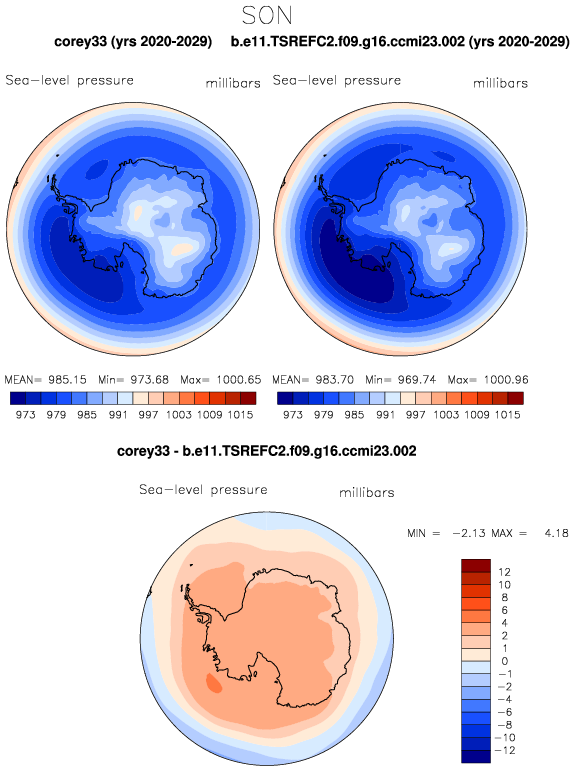 SON
corey33 (yrs 2020-2029) b.e11.TSREFC2.f09.g16.ccmi23.002 (yrs 2020-2029)
Sea-level pressure millibars Sea-level pressure millibars
MEAN= 985.15 Min= 973.68 Max= 1000.65 MEAN= 983.70 Min= 969.74 Max= 1000.96
973 979 985 991 997 1003 1009 1015 973 979 985 991 997 1003 1009 1015
corey33 - b.e11.TSREFC2.f09.g16.ccmi23.002
Sea-level pressure millibars
MIN = -2.13 MAX = 4.18
12
10
8
6
4
2
1
0
-1
-2
-4
-6
-8
-10
-12